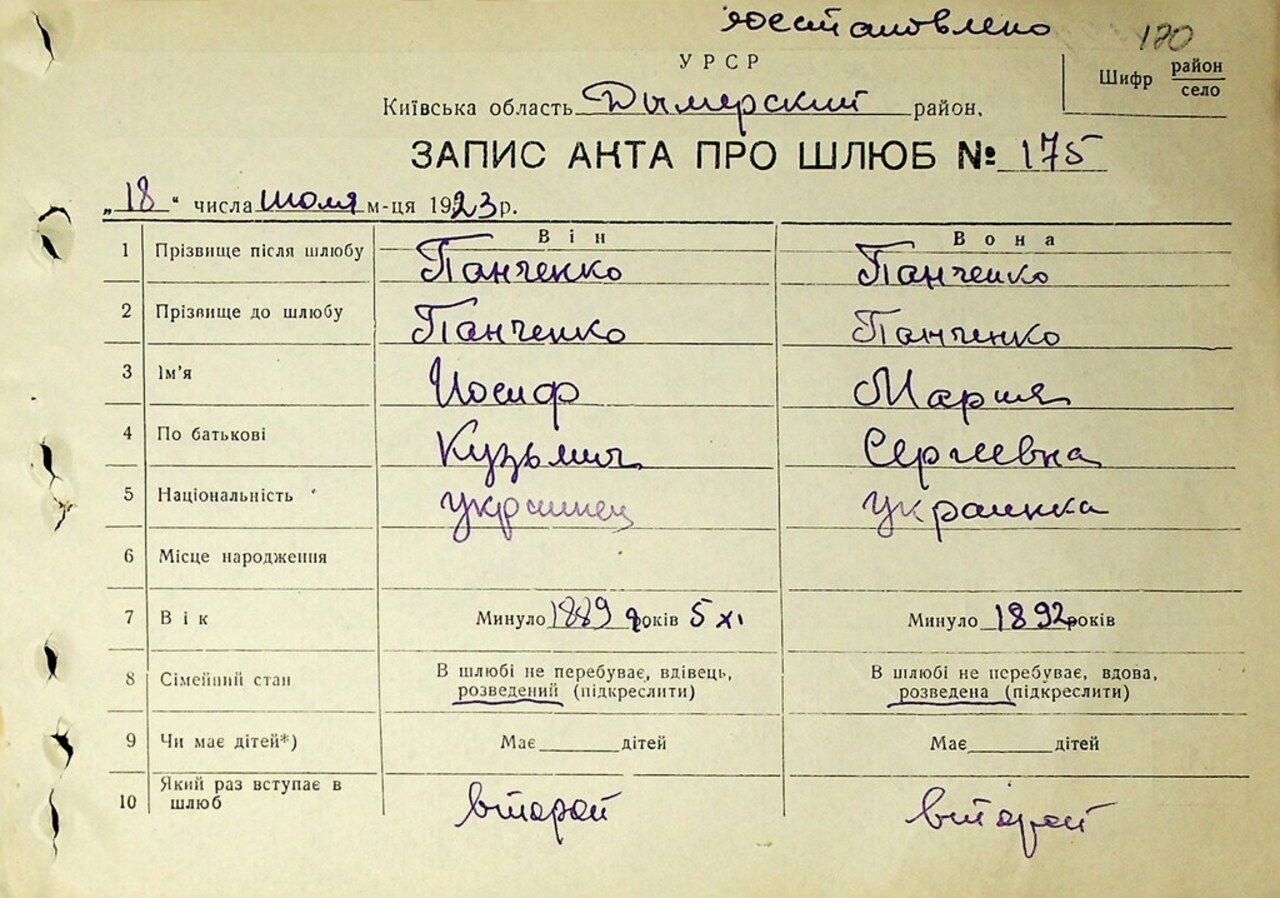 Востановлено
170
УРСР
Шифр район село
Київська область Дымерский район.
ЗАПИС АКТА ПРО ШЛЮБ № 175
„18“ числа июля м-ця 1923 р.
Він Вона
1 Прізвище після шлюбу Панченко Панченко
2 Прізвище до шлюбу Панченко Панченко
3 Ім’я Иосиф Мария
4 По батькові Кузьмич Сергеевна
5 Національність украинец украинка
6 Місце народження
7 Вік Минуло 1889 років 5 XI Минуло 1892 років
8 Сімейний стан В шлюбі не перебуває, вдівець, розведений (підкреслити) В шлюбі не перебуває, вдова, розведена (підкреслити)
9 Чи має дітей*) Має ______ дітей Має ______ дітей
10 Який раз вступає в шлюб второй второй